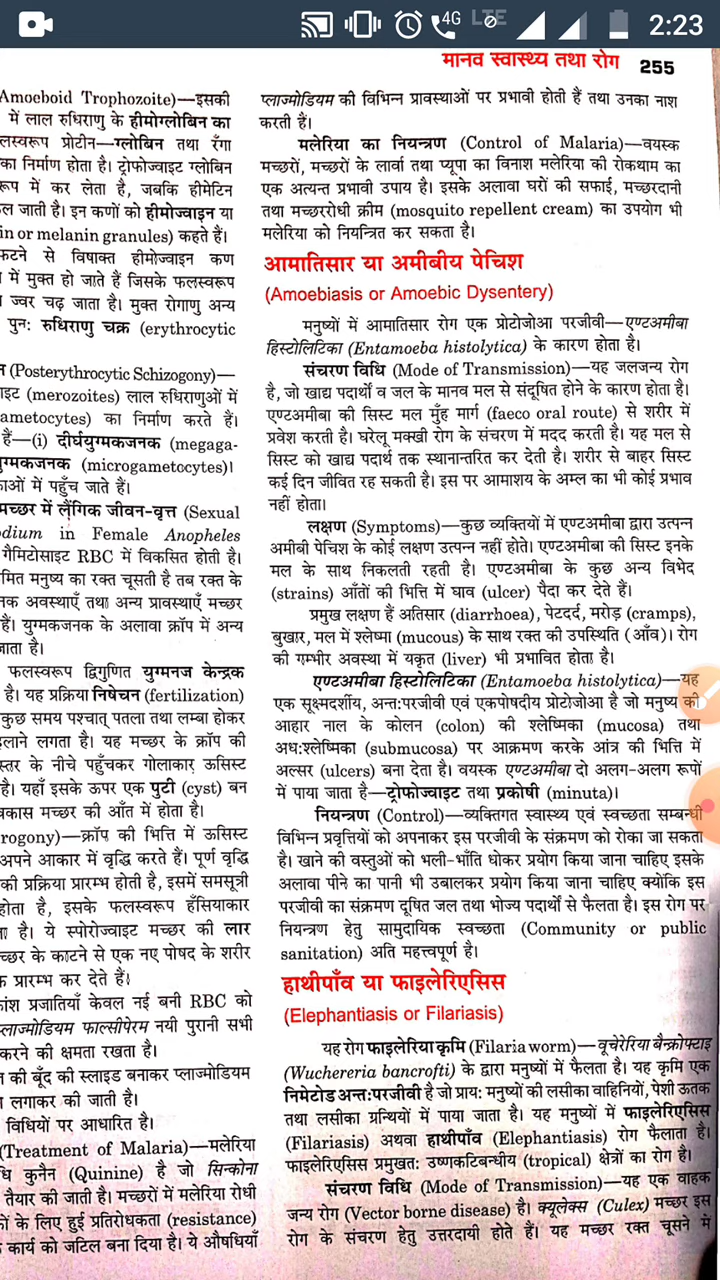 4G
LTE
2:23
मानव स्वास्थ्य तथा रोग 255
Amoeboid Trophozoite)—इसकी
में लाल रुधिराणु के हीमोग्लोबिन का
लस्वरूप प्रोटीन—ग्लोबिन तथा रँगा
का निर्माण होता है। ट्रोफोज्वाइट ग्लोबिन
रूप में कर लेता है, जबकि हीमेटिन
ल जाती है। इन कणों को हीमोज्वाइन या
in or melanin granules) कहते हैं।
फटने से विषाक्त हीमोज्वाइन कण
में मुक्त हो जाते हैं जिसके फलस्वरूप
ज्वर चढ़ जाता है। मुक्त रोगाणु अन्य
पुनः रुधिराणु चक्र (erythrocytic
(Posterythrocytic Schizogony)—
इट (merozoites) लाल रुधिराणुओं में
ametocytes) का निर्माण करते हैं।
हैं—(i) दीर्घयुग्मकजनक (megaga-
युग्मकजनक (microgametocytes)।
काओं में पहुँच जाते हैं।
मच्छर में लैंगिक जीवन-वृत्त (Sexual
odium in Female Anopheles
गैमिटोसाइट RBC में विकसित होती है।
मित मनुष्य का रक्त चूसती है तब रक्त के
नक अवस्थाएँ तथा अन्य प्रावस्थाएँ मच्छर
हैं। युग्मकजनक के अलावा क्रॉप में अन्य
जाता है।
फलस्वरूप द्विगुणित युग्मनज केन्द्रक
है। यह प्रक्रिया निषेचन (fertilization)
कुछ समय पश्चात् पतला तथा लम्बा होकर
हलाने लगता है। यह मच्छर के क्रॉप की
स्तर के नीचे पहुँचकर गोलाकार ऊसिस्ट
है। यहाँ इसके ऊपर एक पुटी (cyst) बन
वकास मच्छर की आँत में होता है।
rogony)—क्रॉप की भित्ति में ऊसिस्ट
अपने आकार में वृद्धि करते हैं। पूर्ण वृद्धि
की प्रक्रिया प्रारम्भ होती है, इसमें समसूत्री
होता है, इसके फलस्वरूप हँसियाकार
ता है। ये स्पोरोज्वाइट मच्छर की लार
च्छर के काटने से एक नए पोषद के शरीर
क प्रारम्भ कर देते हैं।
कांश प्रजातियाँ केवल नई बनी RBC को
प्लाज्मोडियम फाल्सीपेरम नयी पुरानी सभी
करने की क्षमता रखता है।
त की बूँद की स्लाइड बनाकर प्लाज्मोडियम
लगाकर की जाती है।
विधियों पर आधारित है।
(Treatment of Malaria)—मलेरिया
धि कुनैन (Quinine) है जो सिन्कोना
तैयार की जाती है। मच्छरों में मलेरिया रोधी
कों के लिए हुई प्रतिरोधकता (resistance)
कार्य को जटिल बना दिया है। ये औषधियाँ
प्लाज्मोडियम की विभिन्न प्रावस्थाओं पर प्रभावी होती हैं तथा उनका नाश
करती हैं।
मलेरिया का नियन्त्रण (Control of Malaria)—वयस्क
मच्छरों, मच्छरों के लार्वा तथा प्यूपा का विनाश मलेरिया की रोकथाम का
एक अत्यन्त प्रभावी उपाय है। इसके अलावा घरों की सफाई, मच्छरदानी
तथा मच्छररोधी क्रीम (mosquito repellent cream) का उपयोग भी
मलेरिया को नियन्त्रित कर सकता है।
आमातिसार या अमीबीय पेचिश
(Amoebiasis or Amoebic Dysentery)
मनुष्यों में आमातिसार रोग एक प्रोटोजोआ परजीवी—एण्टअमीबा
हिस्टोलिटिका (Entamoeba histolytica) के कारण होता है।
संचरण विधि (Mode of Transmission)—यह जलजन्य रोग
है, जो खाद्य पदार्थों व जल के मानव मल से संदूषित होने के कारण होता है।
एण्टअमीबा की सिस्ट मल मुँह मार्ग (faeco oral route) से शरीर में
प्रवेश करती है। घरेलू मक्खी रोग के संचरण में मदद करती है। यह मल से
सिस्ट को खाद्य पदार्थ तक स्थानान्तरित कर देती है। शरीर से बाहर सिस्ट
कई दिन जीवित रह सकती है। इस पर आमाशय के अम्ल का भी कोई प्रभाव
नहीं होता।
लक्षण (Symptoms)—कुछ व्यक्तियों में एण्टअमीबा द्वारा उत्पन्न
अमीबी पेचिश के कोई लक्षण उत्पन्न नहीं होते। एण्टअमीबा की सिस्ट इनके
मल के साथ निकलती रहती है। एण्टअमीबा के कुछ अन्य विभेद
(strains) आँतों की भित्ति में घाव (ulcer) पैदा कर देते हैं।
प्रमुख लक्षण हैं अतिसार (diarrhoea), पेटदर्द, मरोड़ (cramps),
बुखार, मल में श्लेष्मा (mucous) के साथ रक्त की उपस्थिति (आँव)। रोग
की गम्भीर अवस्था में यकृत (liver) भी प्रभावित होता है।
एण्टअमीबा हिस्टोलिटिका (Entamoeba histolytica)—यह
एक सूक्ष्मदर्शीय, अन्तःपरजीवी एवं एकपोषदीय प्रोटोजोआ है जो मनुष्य की
आहार नाल के कोलन (colon) की श्लेष्मिका (mucosa) तथा
अधःश्लेष्मिका (submucosa) पर आक्रमण करके आंत्र की भित्ति में
अल्सर (ulcers) बना देता है। वयस्क एण्टअमीबा दो अलग-अलग रूपों
में पाया जाता है—ट्रोफोज्वाइट तथा प्रकोषी (minuta)।
नियन्त्रण (Control)—व्यक्तिगत स्वास्थ्य एवं स्वच्छता सम्बन्धी
विभिन्न प्रवृत्तियों को अपनाकर इस परजीवी के संक्रमण को रोका जा सकता
है। खाने की वस्तुओं को भली-भाँति धोकर प्रयोग किया जाना चाहिए इसके
अलावा पीने का पानी भी उबालकर प्रयोग किया जाना चाहिए क्योंकि इस
परजीवी का संक्रमण दूषित जल तथा भोज्य पदार्थों से फैलता है। इस रोग पर
नियन्त्रण हेतु सामुदायिक स्वच्छता (Community or public
sanitation) अति महत्त्वपूर्ण है।
हाथीपाँव या फाइलेरिएसिस
(Elephantiasis or Filariasis)
यह रोग फाइलेरिया कृमि (Filaria worm)—वूचेरेरिया बैन्क्रोफ्टाइ
(Wuchereria bancrofti) के द्वारा मनुष्यों में फैलता है। यह कृमि एक
निमेटोड अन्तःपरजीवी है जो प्रायः मनुष्यों की लसीका वाहिनियों, पेशी ऊतक
तथा लसीका ग्रन्थियों में पाया जाता है। यह मनुष्यों में फाइलेरिएसिस
(Filariasis) अथवा हाथीपाँव (Elephantiasis) रोग फैलाता है।
फाइलेरिएसिस प्रमुखतः उष्णकटिबन्धीय (tropical) क्षेत्रों का रोग है।
संचरण विधि (Mode of Transmission)—यह एक वाहक
जन्य रोग (Vector borne disease) है। क्यूलेक्स (Culex) मच्छर इस
रोग के संचरण हेतु उत्तरदायी होते हैं। यह मच्छर रक्त चूसने में